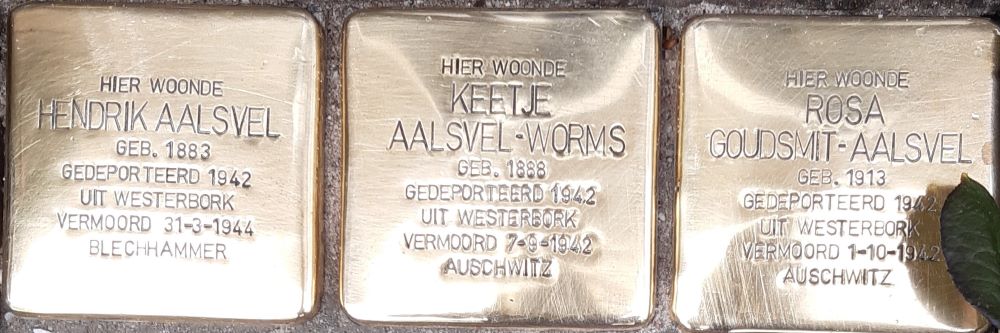 HIER WOONDE
HENDRIK AALSVEL
GEB. 1883
GEDEPORTEERD 1942
UIT WESTERBORK
VERMOORD 31-3-1944
BLECHHAMMER
HIER WOONDE
KEETJE
AALSVEL-WORMS
GEB. 1888
GEDEPORTEERD 1942
UIT WESTERBORK
VERMOORD 7-9-1942
AUSCHWITZ
HIER WOONDE
ROSA
GOUDSMIT-AALSVEL
GEB. 1913
GEDEPORTEERD 1942
UIT WESTERBORK
VERMOORD 1-10-1942
AUSCHWITZ